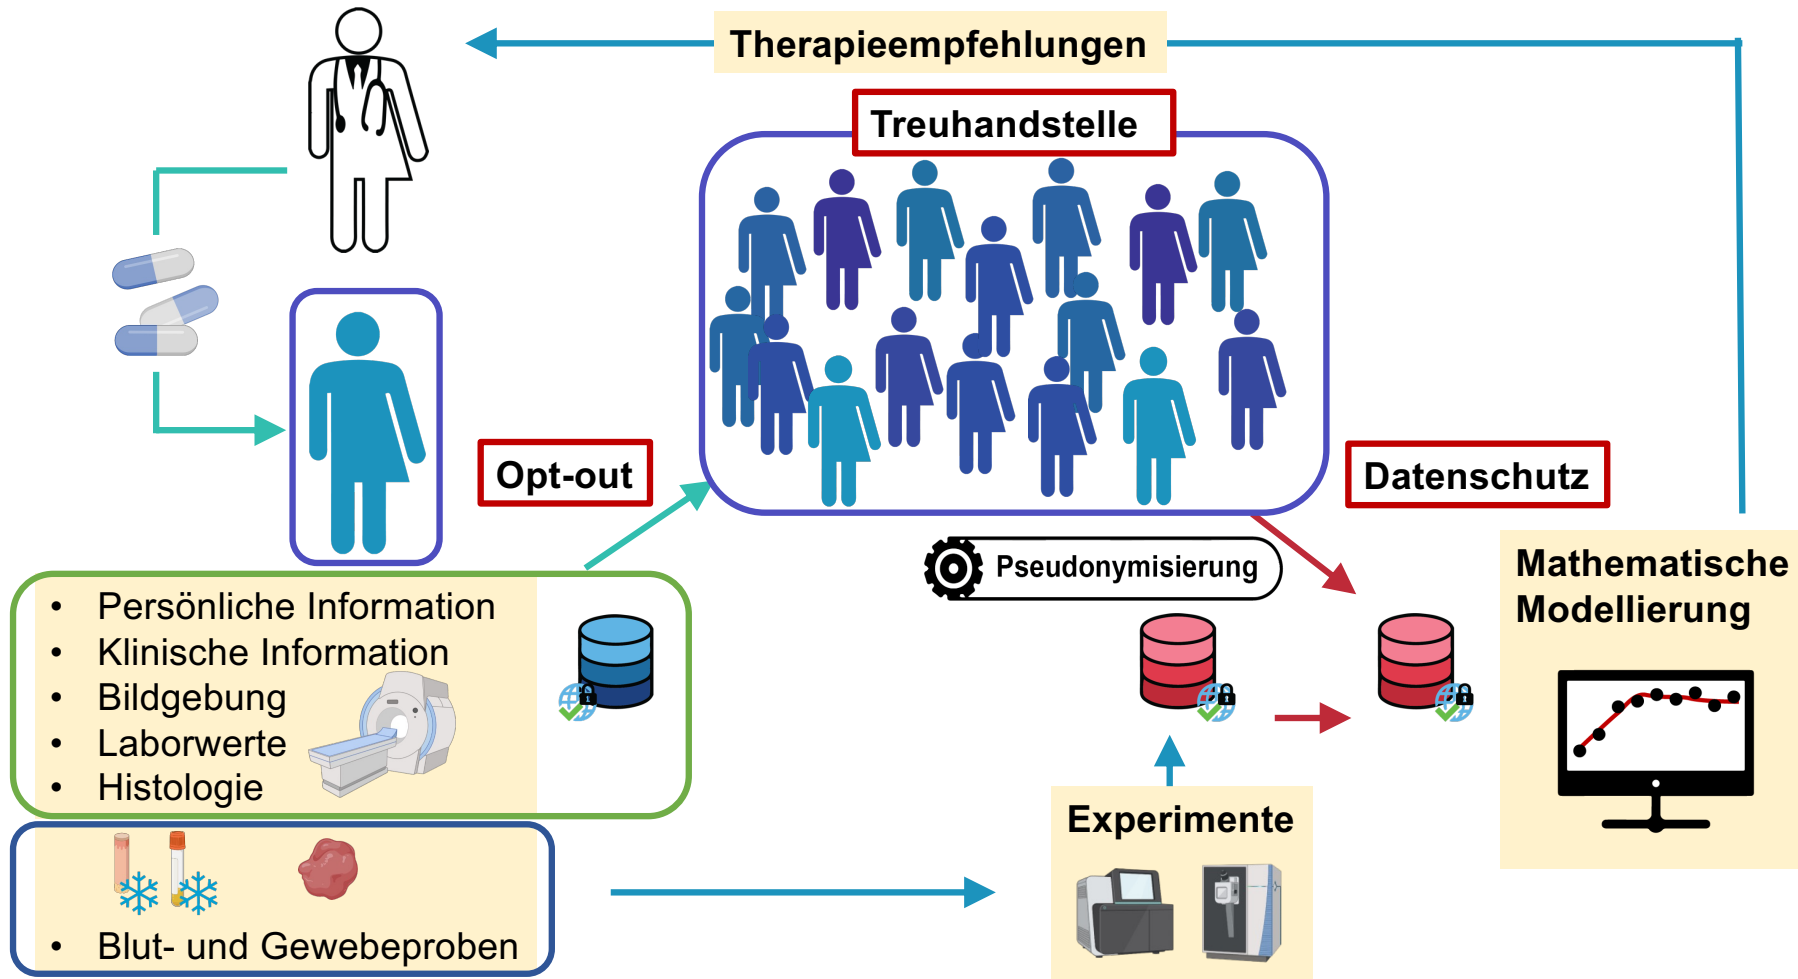 Therapieempfehlungen
Treuhandstelle
Opt-out
Datenschutz
Pseudonymisierung
Mathematische
Modellierung
• Persönliche Information
• Klinische Information
• Bildgebung
• Laborwerte
• Histologie
Experimente
• Blut- und Gewebeproben